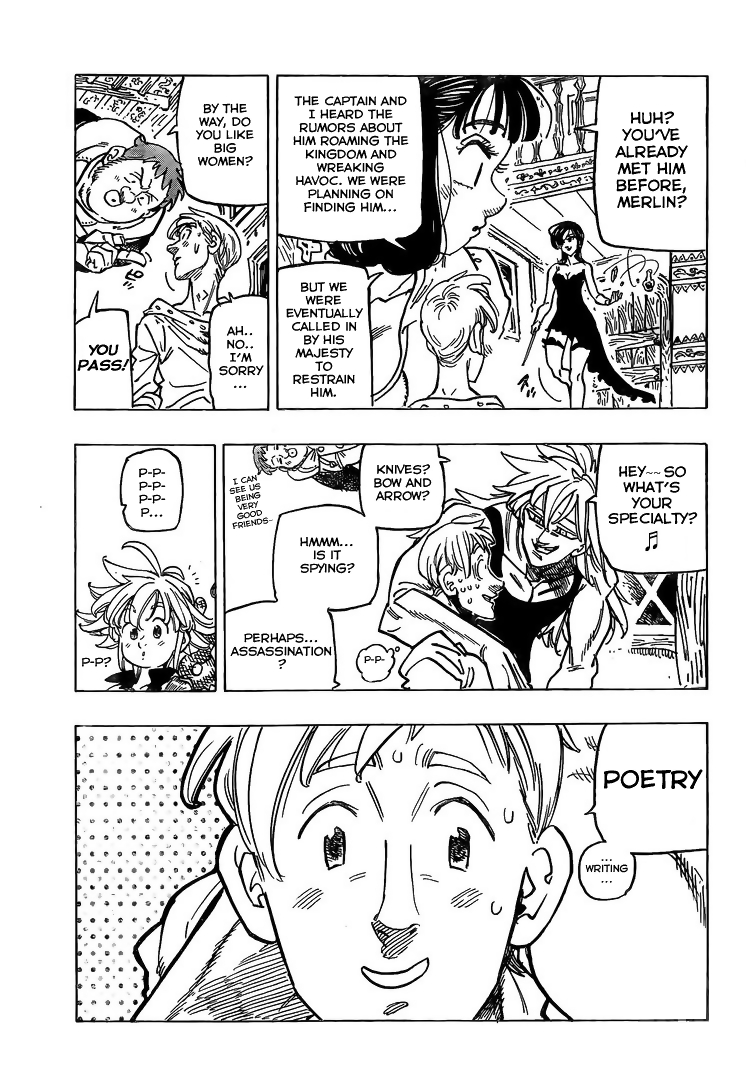 HUH?
YOU'VE
ALREADY
MET HIM
BEFORE,
MERLIN?
THE CAPTAIN AND
I HEARD THE
RUMORS ABOUT
HIM ROAMING THE
KINGDOM AND
WREAKING
HAVOC. WE WERE
PLANNING ON
FINDING HIM...
BUT WE
WERE
EVENTUALLY
CALLED IN
BY HIS
MAJESTY TO
RESTRAIN
HIM.
BY THE
WAY, DO
YOU LIKE
BIG
WOMEN?
AH..
NO..
I'M
SORRY
...
YOU
PASS!
HEY~~ SO
WHAT'S
YOUR
SPECIALTY?
KNIVES?
BOW AND
ARROW?
I CAN
SEE US
BEING
VERY
GOOD
FRIENDS~
HMMM...
IS IT
SPYING?
PERHAPS...
ASSASSINATION
?
P-P-
P-P-
P-P-
P-P-
P...
P-P?
POETRY
...
WRITING
...